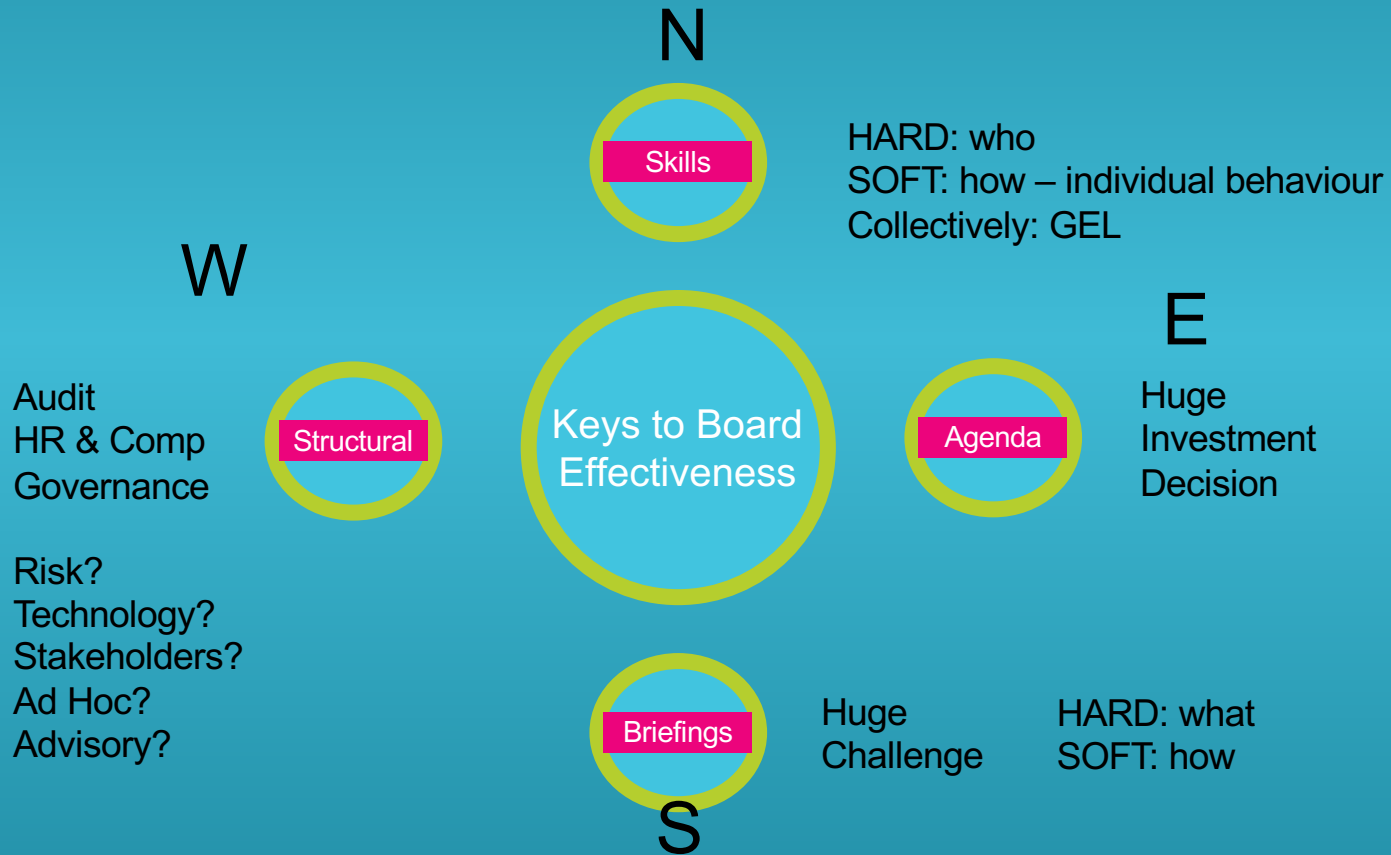 N
Skills
HARD: who
SOFT: how – individual behaviour
Collectively: GEL
W
Audit
HR & Comp
Governance
Risk?
Technology?
Stakeholders?
Ad Hoc?
Advisory?
Structural
Keys to Board
Effectiveness
E
Agenda
Huge
Investment
Decision
Briefings
Huge
Challenge
HARD: what
SOFT: how
S